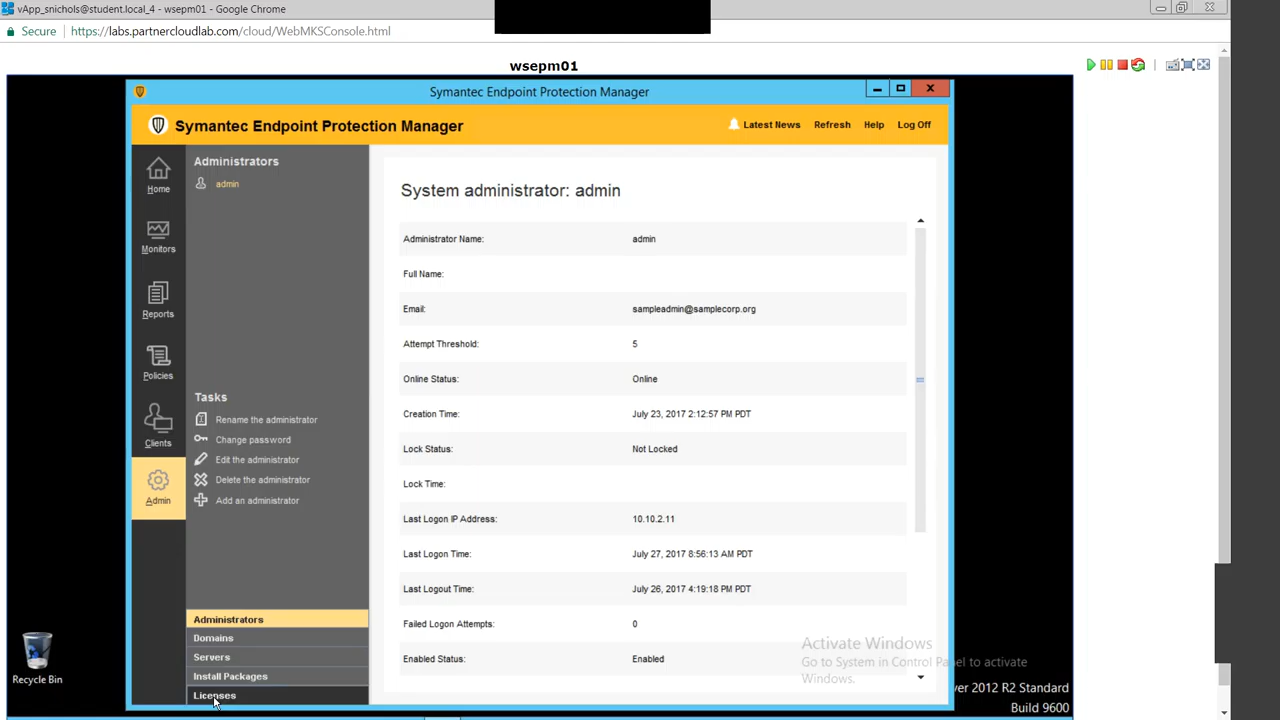 vApp_snichols@student.local_4 - wsepm01 - Google Chrome
Secure https://labs.partnercloudlab.com/cloud/WebMKSConsole.html
wsepm01
Symantec Endpoint Protection Manager
Symantec Endpoint Protection Manager
Latest News Refresh Help Log Off
Home
Monitors
Reports
Policies
Clients
Admin
Administrators
admin
Tasks
Rename the administrator
Change password
Edit the administrator
Delete the administrator
Add an administrator
Administrators
Domains
Servers
Install Packages
Licenses
System administrator: admin
Administrator Name: admin
Full Name:
Email: sampleadmin@samplecorp.org
Attempt Threshold: 5
Online Status: Online
Creation Time: July 23, 2017 2:12:57 PM PDT
Lock Status: Not Locked
Lock Time:
Last Logon IP Address: 10.10.2.11
Last Logon Time: July 27, 2017 8:56:13 AM PDT
Last Logout Time: July 26, 2017 4:19:18 PM PDT
Failed Logon Attempts: 0
Enabled Status: Enabled
Activate Windows
Go to System in Control Panel to activate
Windows.
Recycle Bin
ver 2012 R2 Standard
Build 9600